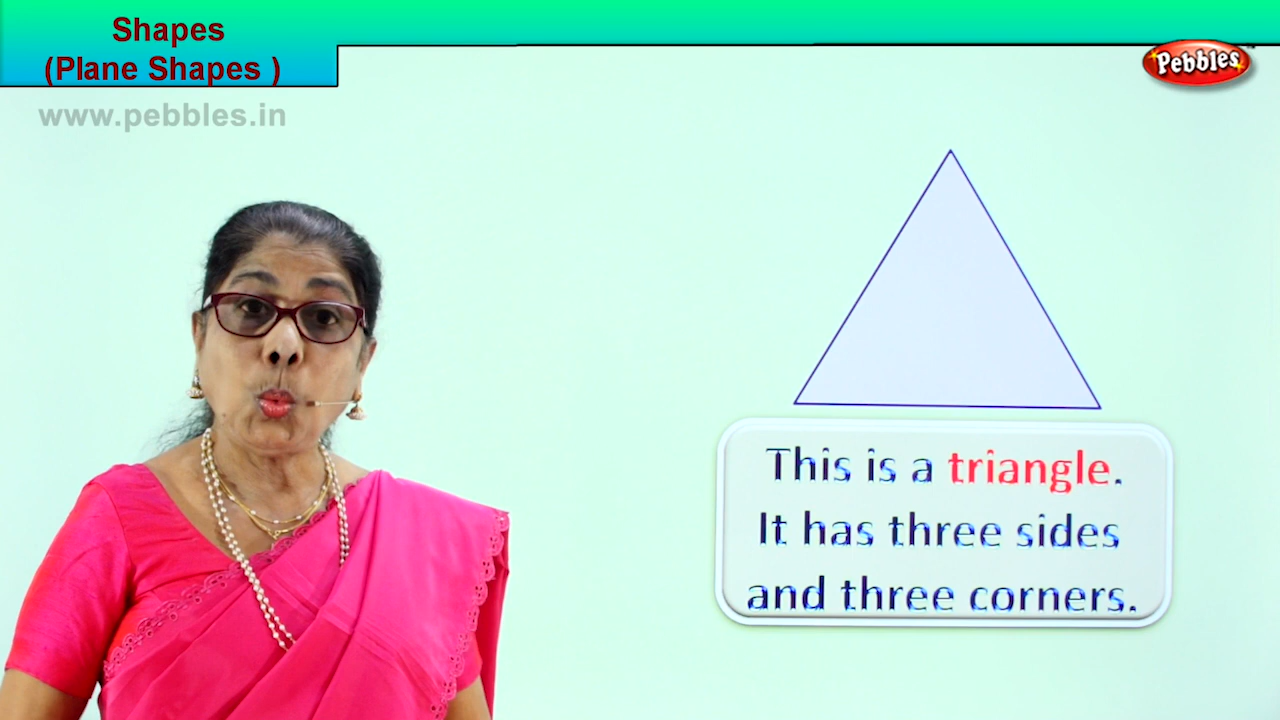 Shapes
(Plane Shapes )
Pebbles
www.pebbles.in
This is a triangle.
It has three sides
and three corners.